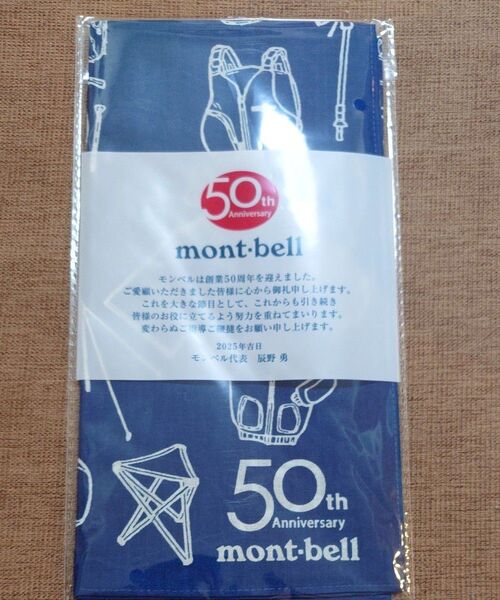 50th
Anniversary
mont·bell
モンベルは創業50周年を迎えました。
ご愛顧いただきました皆様に心から御礼申し上げます。
これを大きな節目として、これからも引き続き
皆様のお役に立てるよう努力を重ねてまいります。
変わらぬご指導ご鞭撻をお願い申し上げます。
2025年吉日
モンベル代表 辰野 勇
50th
Anniversary
mont·bell